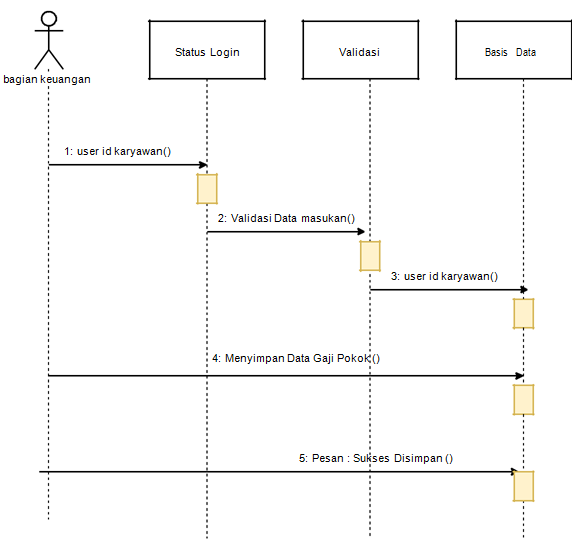 Status Login
Validasi
Basis Data
bagian keuangan
1: user id karyawan()
2: Validasi Data masukan()
3: user id karyawan()
4: Menyimpan Data Gaji Pokok()
5: Pesan : Sukses Disimpan ()